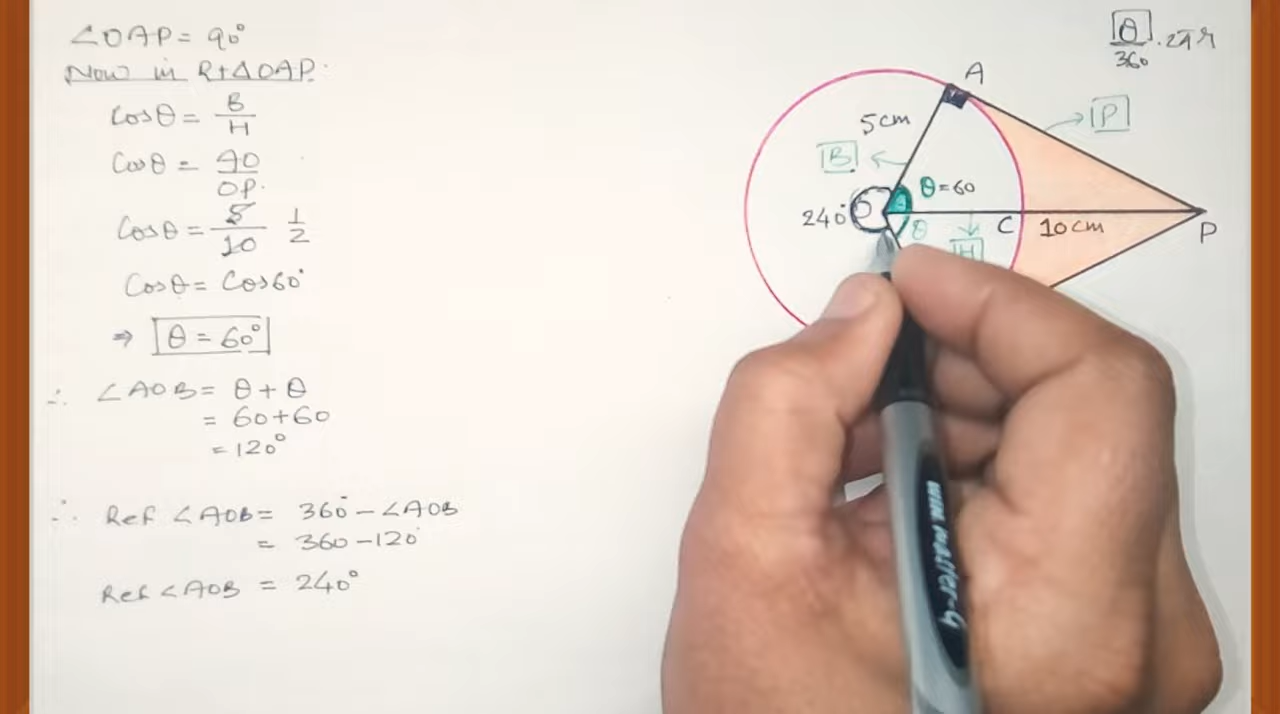 ∠OAP = 90°
Now in Rt△OAP.
Cosθ = B/H
Cosθ = AO/OP.
Cosθ = 5/10 1/2
Cosθ = Cos60°
⇒ θ = 60°
∴ ∠AOB = θ + θ
= 60+60
= 120°
∴ Ref ∠AOB = 360° - ∠AOB
= 360 - 120°
Ref ∠AOB = 240°
θ/360 . 2πr
A
5cm
P
B
θ = 60
240°
O
θ
C
10cm
P
H